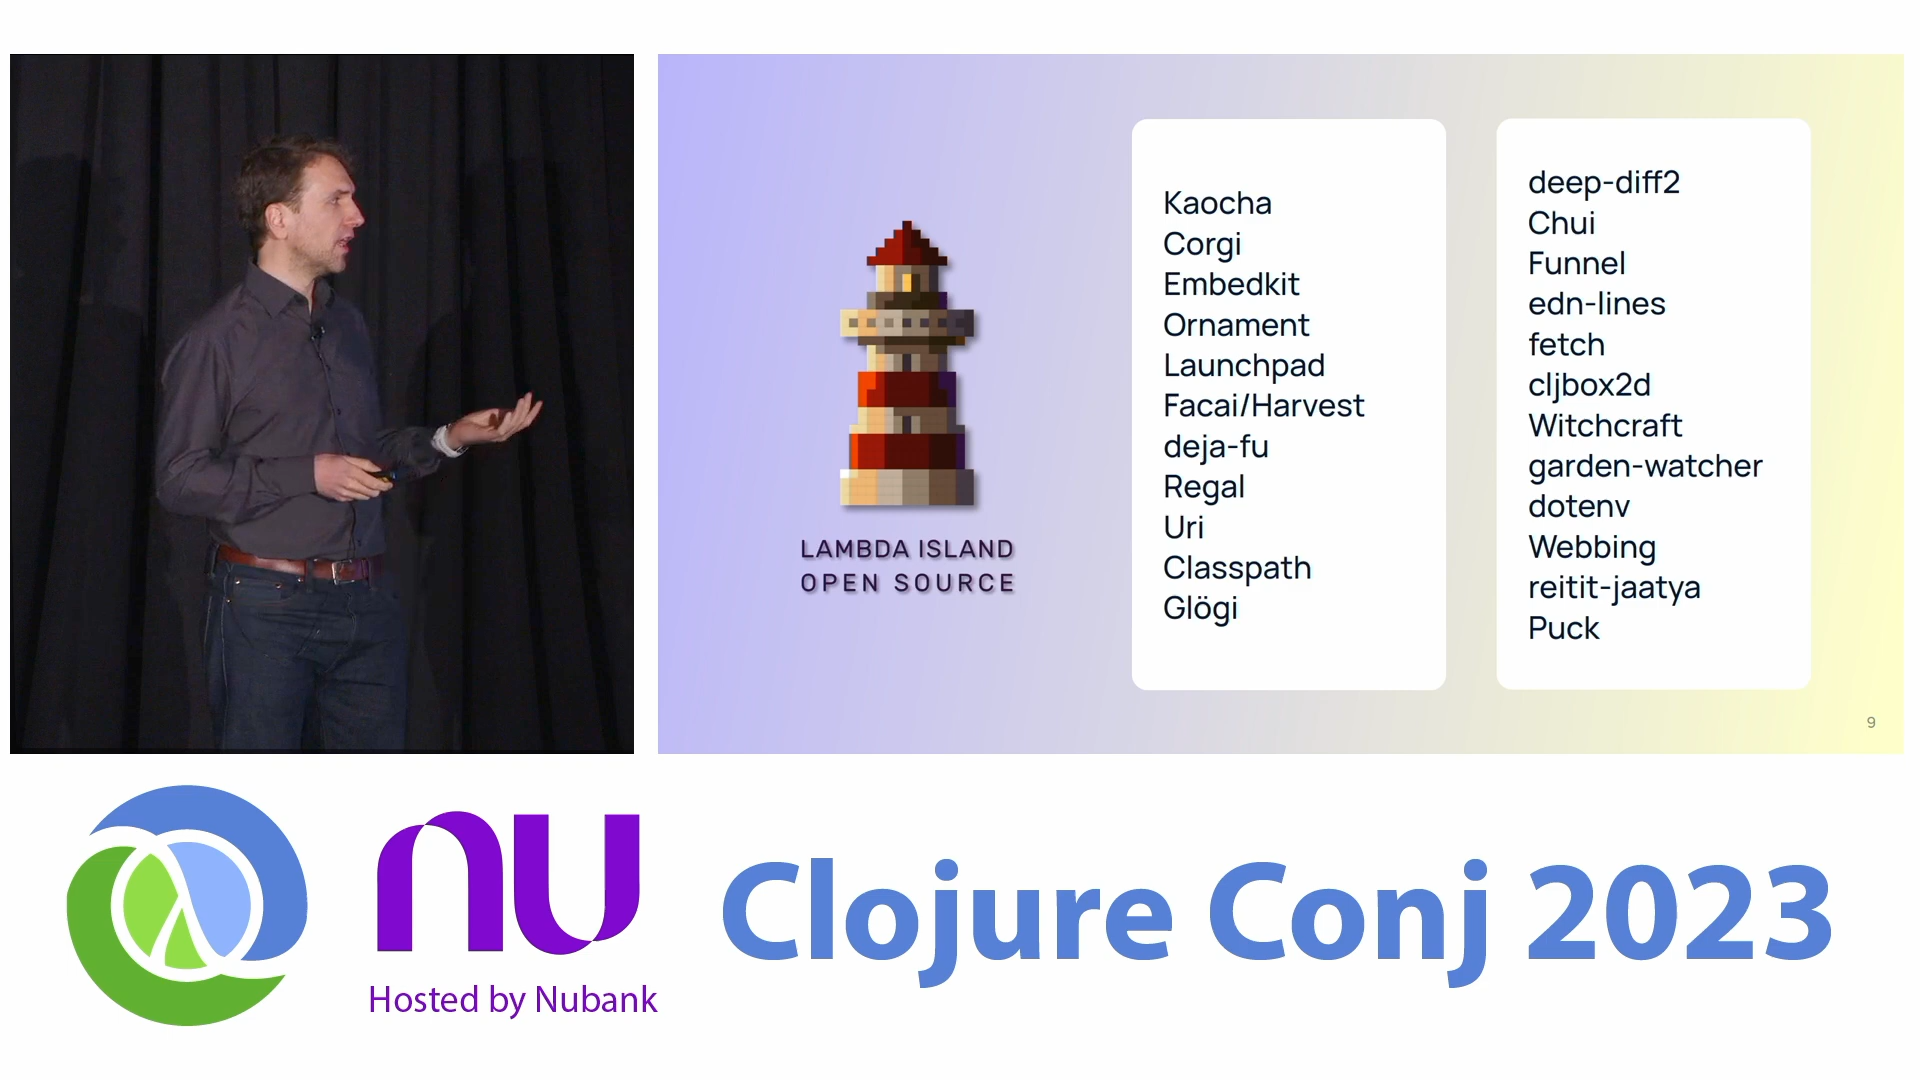 LAMBDA ISLAND
OPEN SOURCE
Kaocha
Corgi
Embedkit
Ornament
Launchpad
Facai/Harvest
deja-fu
Regal
Uri
Classpath
Glögi
deep-diff2
Chui
Funnel
edn-lines
fetch
cljbox2d
Witchcraft
garden-watcher
dotenv
Webbing
reitit-jaatya
Puck
9
nu
Hosted by Nubank
Clojure Conj 2023